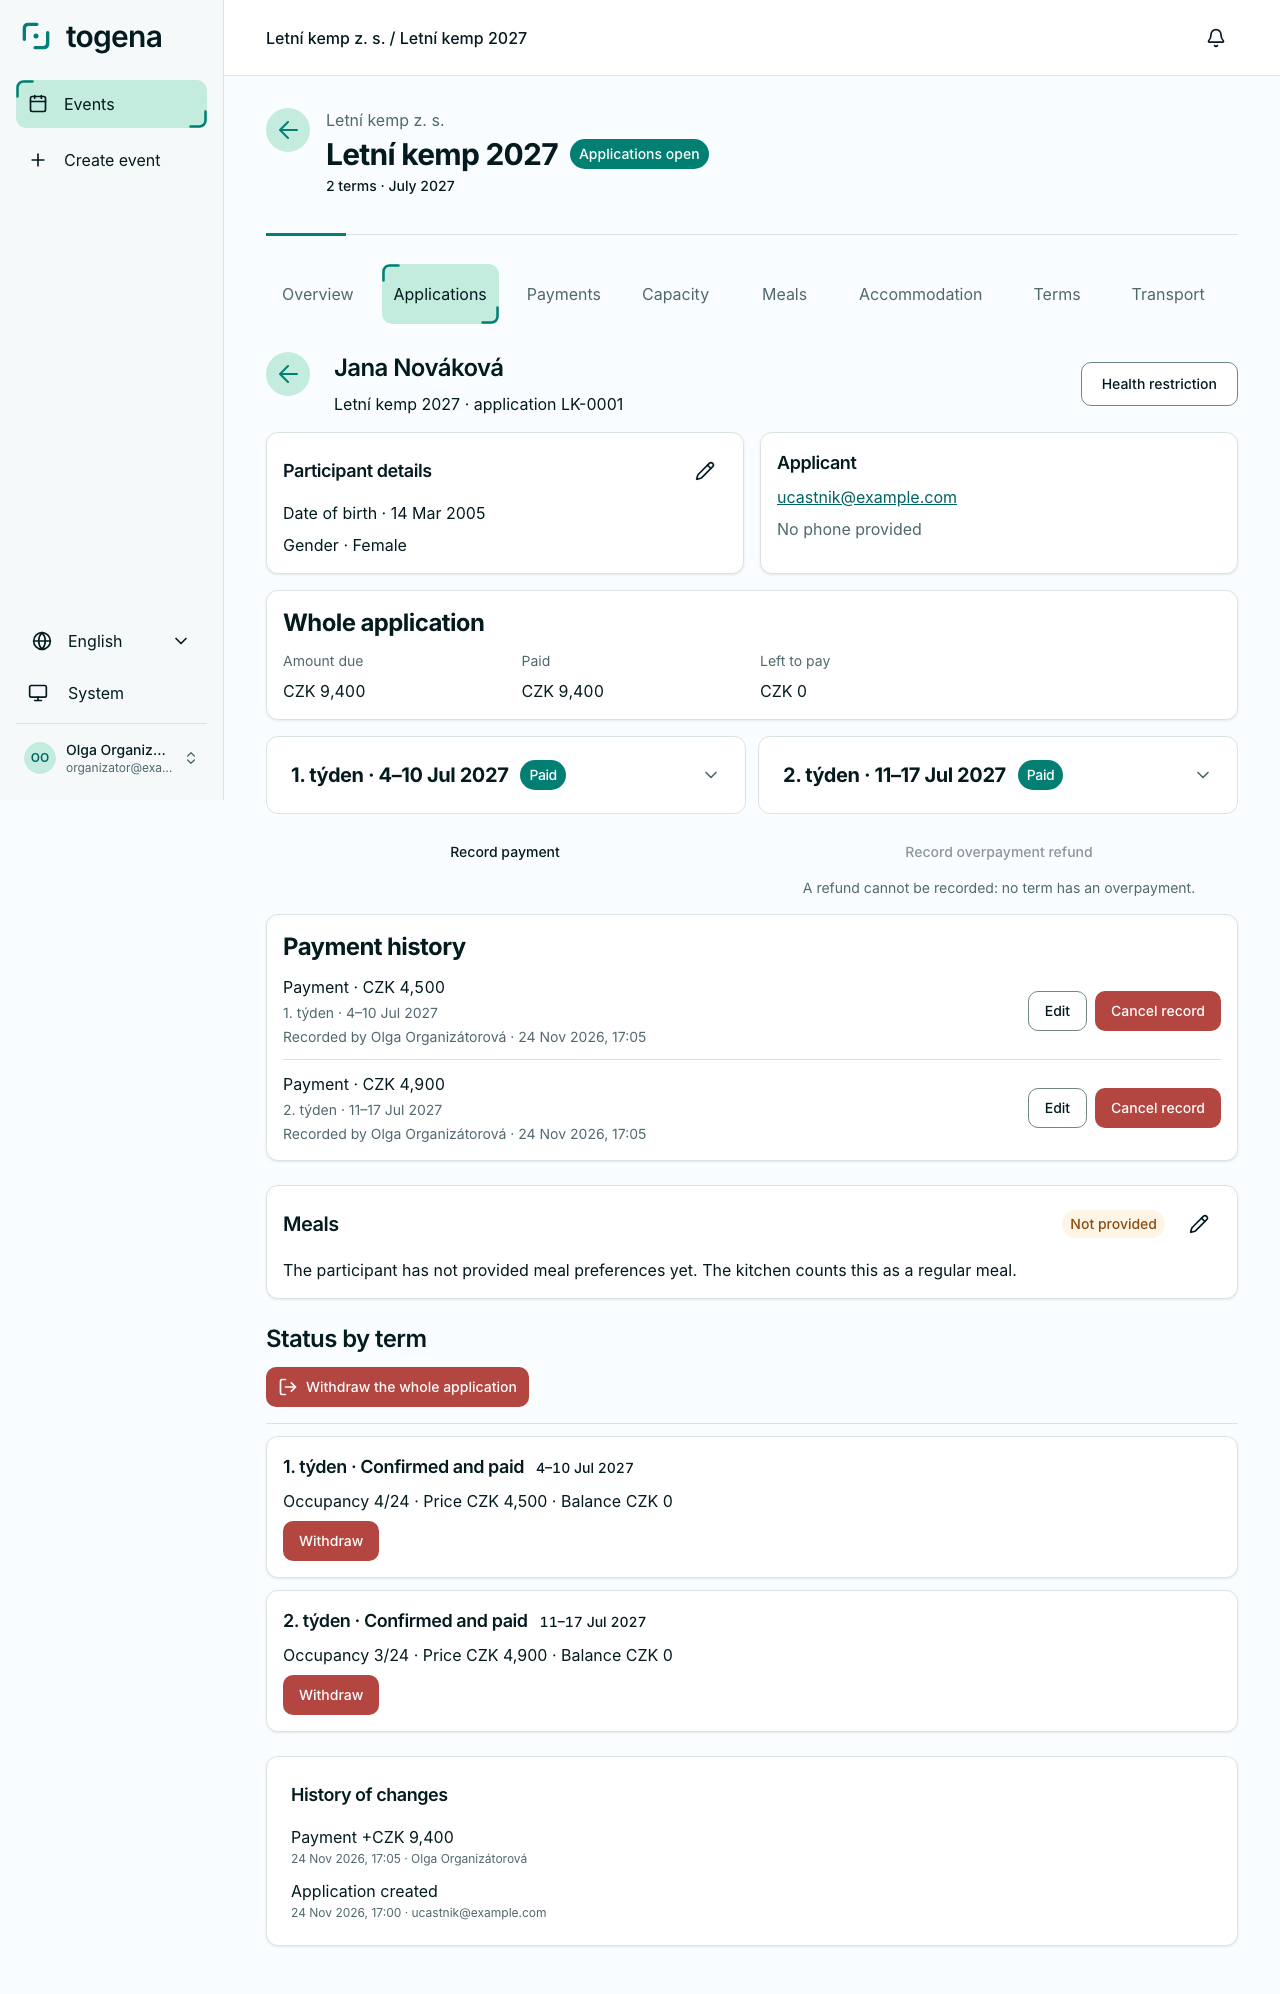 togena
Events
Create event
English
System
OO
Olga Organiz...
organizator@exa...
Letní kemp z. s. / Letní kemp 2027
Letní kemp z. s.
Letní kemp 2027
Applications open
2 terms · July 2027
Overview
Applications
Payments
Capacity
Meals
Accommodation
Terms
Transport
Jana Nováková
Letní kemp 2027 · application LK-0001
Health restriction
Participant details
Date of birth · 14 Mar 2005
Gender · Female
Applicant
ucastnik@example.com
No phone provided
Whole application
Amount due
CZK 9,400
Paid
CZK 9,400
Left to pay
CZK 0
1. týden · 4–10 Jul 2027
Paid
2. týden · 11–17 Jul 2027
Paid
Record payment
Record overpayment refund
A refund cannot be recorded: no term has an overpayment.
Payment history
Payment · CZK 4,500
1. týden · 4–10 Jul 2027
Recorded by Olga Organizátorová · 24 Nov 2026, 17:05
Edit
Cancel record
Payment · CZK 4,900
2. týden · 11–17 Jul 2027
Recorded by Olga Organizátorová · 24 Nov 2026, 17:05
Edit
Cancel record
Meals
Not provided
The participant has not provided meal preferences yet. The kitchen counts this as a regular meal.
Status by term
Withdraw the whole application
1. týden · Confirmed and paid 4–10 Jul 2027
Occupancy 4/24 · Price CZK 4,500 · Balance CZK 0
Withdraw
2. týden · Confirmed and paid 11–17 Jul 2027
Occupancy 3/24 · Price CZK 4,900 · Balance CZK 0
Withdraw
History of changes
Payment +CZK 9,400
24 Nov 2026, 17:05 · Olga Organizátorová
Application created
24 Nov 2026, 17:00 · ucastnik@example.com